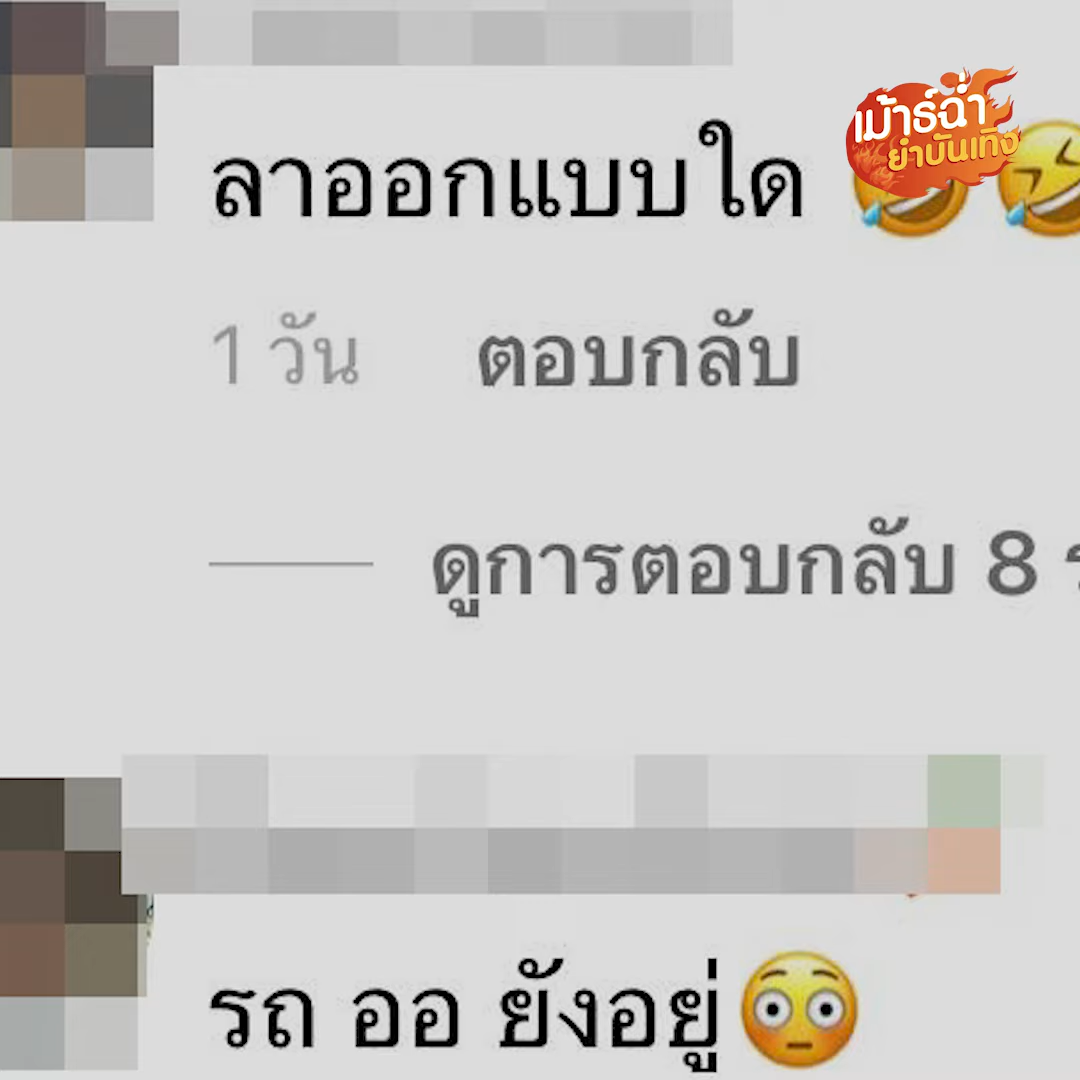 เม้าธ์ฉ่ำ
ยำบันเทิง
ลาออกแบบใด 🤣🤣
1 วัน ตอบกลับ
ดูการตอบกลับ 8
รถ ออ ยังอยู่😳